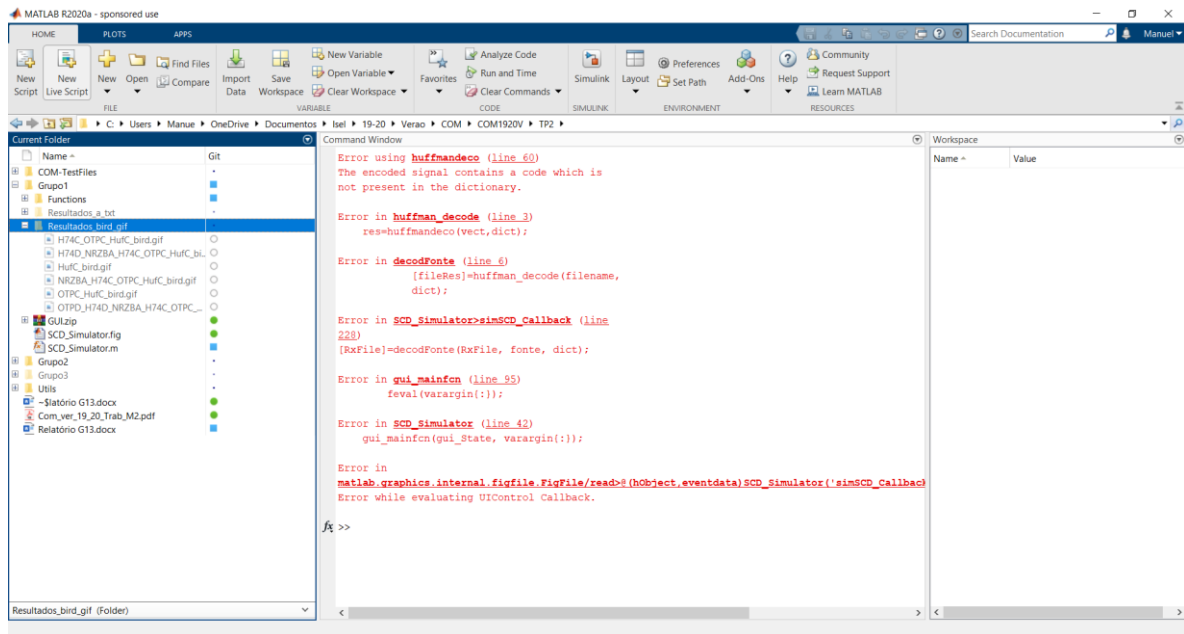 MATLAB R2020a - sponsored use
HOME PLOTS APPS
Search Documentation
Manuel
New Script
New Live Script
New
Open
Find Files
Compare
Import Data
Save Workspace
New Variable
Open Variable
Clear Workspace
Favorites
Analyze Code
Run and Time
Clear Commands
Simulink
Layout
Preferences
Set Path
Add-Ons
Help
Community
Request Support
Learn MATLAB
FILE VARIABLE CODE SIMULINK ENVIRONMENT RESOURCES
C: Users Manue OneDrive Documentos Isel 19-20 Verao COM COM1920V TP2
Current Folder
Name Git
COM-TestFiles
Grupo1
Functions
Resultados_a_txt
Resultados_bird_gif
H74C_OTPC_HufC_bird.gif
H74D_NRZBA_H74C_OTPC_HufC_bi...
HufC_bird.gif
NRZBA_H74C_OTPC_HufC_bird.gif
OTPC_HufC_bird.gif
OTPD_H74D_NRZBA_H74C_OTPC_...
GUI.zip
SCD_Simulator.fig
SCD_Simulator.m
Grupo2
Grupo3
Utils
~$latório G13.docx
Com_ver_19_20_Trab_M2.pdf
Relatório G13.docx
Resultados_bird_gif (Folder)
Command Window
Error using huffmandeco (line 60)
The encoded signal contains a code which is
not present in the dictionary.
Error in huffman_decode (line 3)
res=huffmandeco(vect,dict);
Error in decodFonte (line 6)
[fileRes]=huffman_decode(filename,
dict);
Error in SCD_Simulator>simSCD_Callback (line
228)
[RxFile]=decodFonte(RxFile, fonte, dict);
Error in gui_mainfcn (line 95)
feval(varargin{:});
Error in SCD_Simulator (line 42)
gui_mainfcn(gui_State, varargin{:});
Error in
matlab.graphics.internal.figfile.FigFile/read>@(hObject,eventdata)SCD_Simulator('simSCD_Callback
Error while evaluating UIControl Callback.
fx >>
Workspace
Name Value